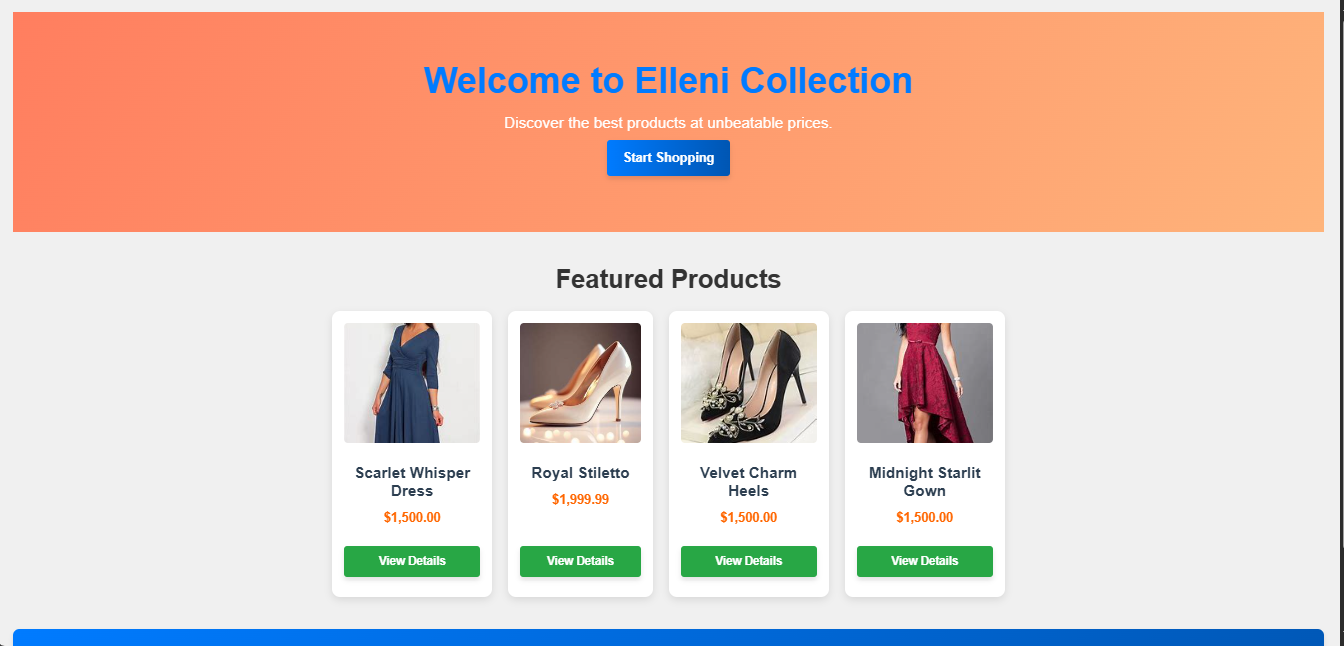 Welcome to Elleni Collection
Discover the best products at unbeatable prices.
Start Shopping
Featured Products
Scarlet Whisper
Dress
$1,500.00
View Details
Royal Stiletto
$1,999.99
View Details
Velvet Charm
Heels
$1,500.00
View Details
Midnight Starlit
Gown
$1,500.00
View Details